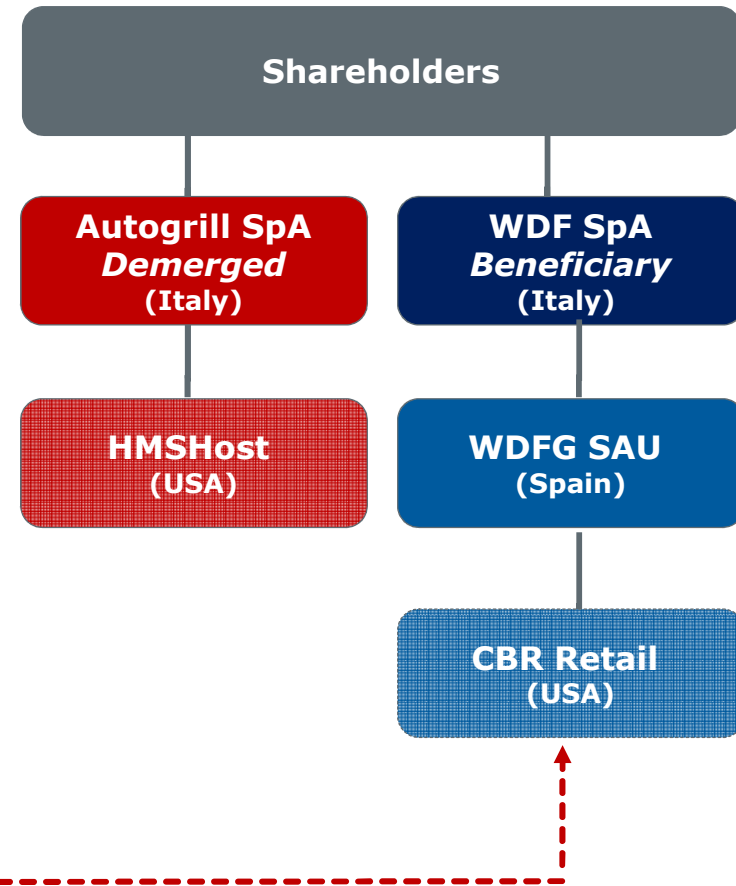 Shareholders
Autogrill SpA
Demerged
(Italy)
WDF SpA
Beneficiary
(Italy)
HMSHost
(USA)
WDFG SAU
(Spain)
CBR Retail
(USA)